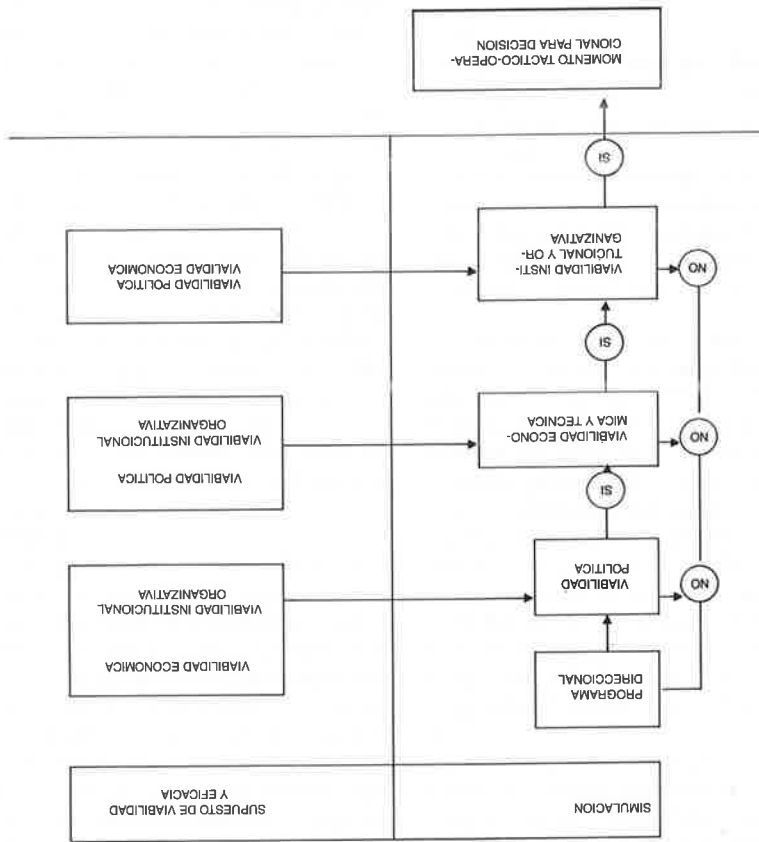 SIMULACION
SUPUESTO DE VIABILIDAD
Y EFICACIA
PROGRAMA
DIRECCIONAL
NO
VIABILIDAD
POLITICA
VIABILIDAD ECONOMICA
VIABILIDAD INSTITUCIONAL
ORGANIZATIVA
SI
NO
VIABILIDAD ECONO-
MICA Y TECNICA
VIABILIDAD POLITICA
VIABILIDAD INSTITUCIONAL
ORGANIZATIVA
SI
NO
VIABILIDAD INSTI-
TUCIONAL Y OR-
GANIZATIVA
VIABILIDAD POLITICA
VIALIDAD ECONOMICA
SI
MOMENTO TACTICO-OPERA-
CIONAL PARA DECISION